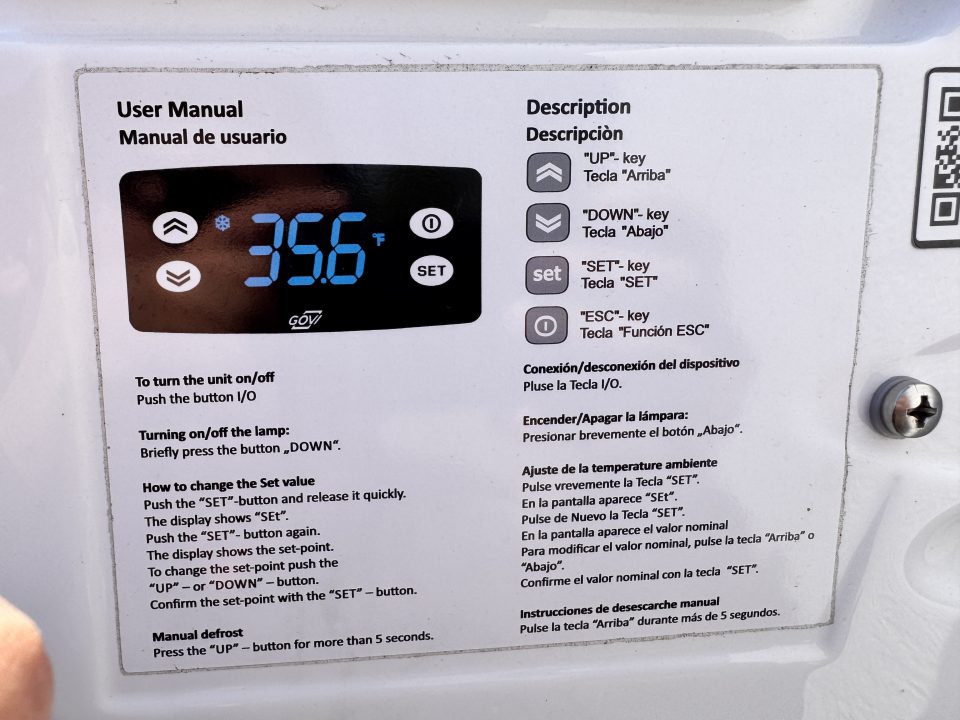 User Manual
Manual de usuario
35.6 °F
SET
GOVI
To turn the unit on/off
Push the button I/O
Turning on/off the lamp:
Briefly press the button „DOWN“.
How to change the Set value
Push the “SET”-button and release it quickly.
The display shows “SEt”.
Push the “SET”- button again.
The display shows the set-point.
To change the set-point push the
“UP” – or “DOWN” – button.
Confirm the set-point with the “SET” – button.
Manual defrost
Press the “UP” – button for more than 5 seconds.
Description
Descripciòn
"UP"- key
Tecla "Arriba"
"DOWN"- key
Tecla "Abajo"
set
"SET"- key
Tecla "SET"
"ESC"- key
Tecla "Función ESC"
Conexión/desconexión del dispositivo
Pluse la Tecla I/O.
Encender/Apagar la lámpara:
Presionar brevemente el botón „Abajo“.
Ajuste de la temperature ambiente
Pulse vrevemente la Tecla “SET”.
En la pantalla aparece “SEt”.
Pulse de Nuevo la Tecla “SET”.
En la pantalla aparece el valor nominal
Para modificar el valor nominal, pulse la tecla “Arriba” o
“Abajo”.
Confirme el valor nominal con la tecla “SET”.
Instrucciones de desescarche manual
Pulse la tecla “Arriba” durante más de 5 segundos.